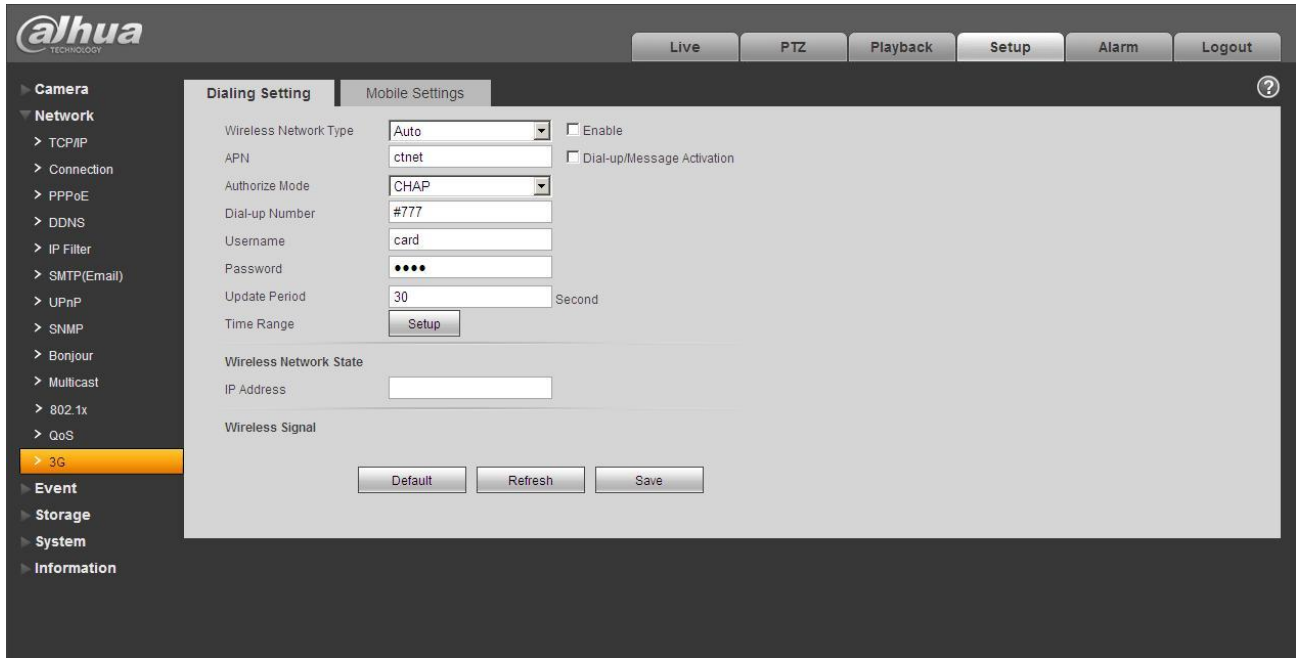 alhua
TECHNOLOGY
Live PTZ Playback Setup Alarm Logout
Camera
Network
> TCP/IP
> Connection
> PPPoE
> DDNS
> IP Filter
> SMTP(Email)
> UPnP
> SNMP
> Bonjour
> Multicast
> 802.1x
> QoS
> 3G
Event
Storage
System
Information
Dialing Setting Mobile Settings
?
Wireless Network Type Auto Enable
APN ctnet Dial-up/Message Activation
Authorize Mode CHAP
Dial-up Number #777
Username card
Password ●●●●
Update Period 30 Second
Time Range Setup
Wireless Network State
IP Address
Wireless Signal
Default Refresh Save